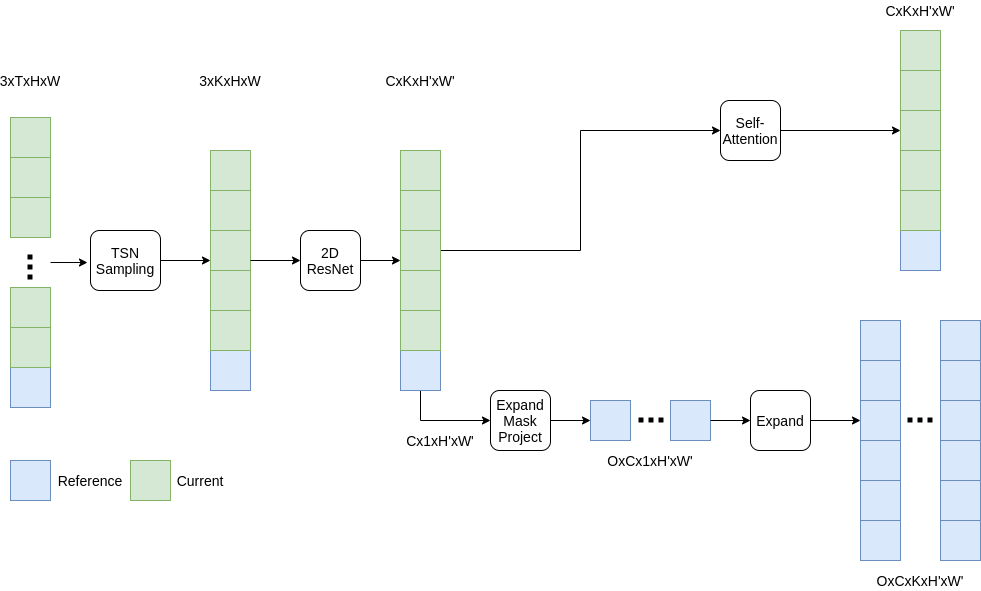 CxKxH'xW'
3xTxHxW
3xKxHxW
CxKxH'xW'
Self-
Attention
TSN
Sampling
2D
ResNet
Expand
Mask
Project
Expand
Cx1xH'xW'
OxCx1xH'xW'
Reference
Current
OxCxKxH'xW'